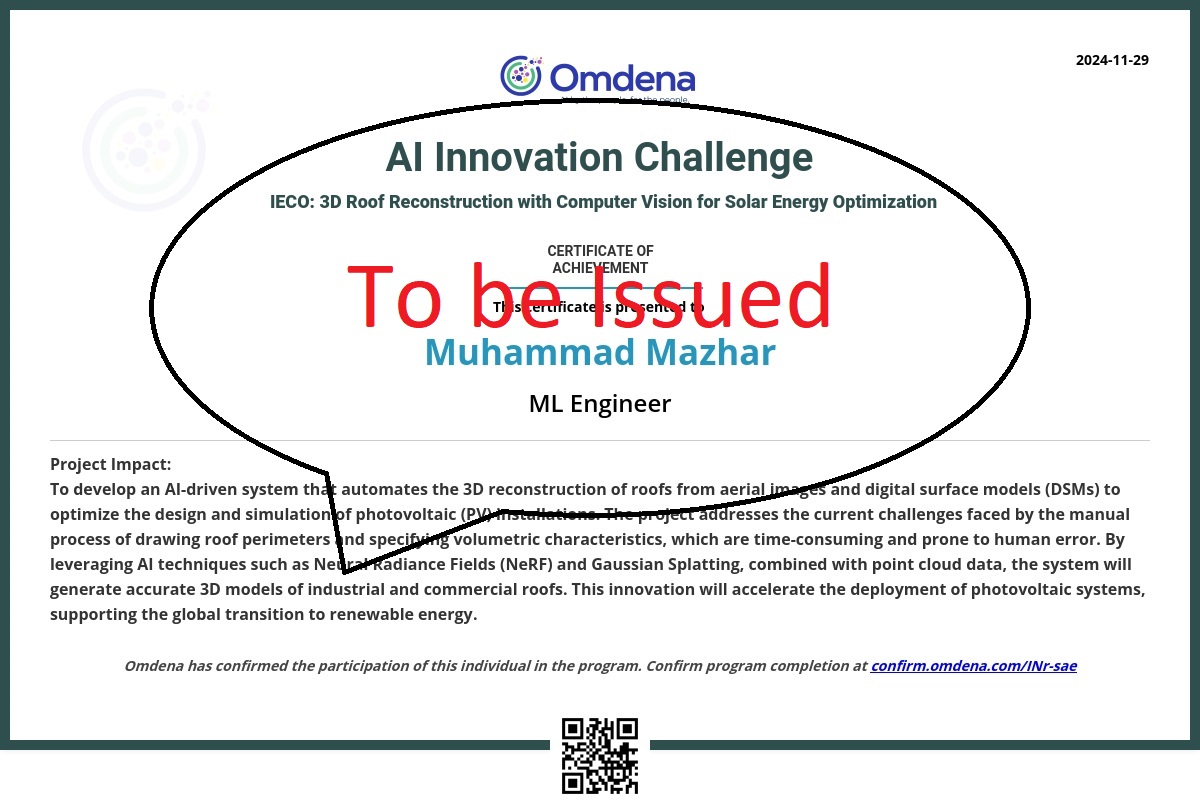 2024-11-29
Omdena
AI Innovation Challenge
IECO: 3D Roof Reconstruction with Computer Vision for Solar Energy Optimization
CERTIFICATE OF
ACHIEVEMENT
To be Issued
This certificate is presented to
Muhammad Mazhar
ML Engineer
Project Impact:
To develop an AI-driven system that automates the 3D reconstruction of roofs from aerial images and digital surface models (DSMs) to
optimize the design and simulation of photovoltaic (PV) installations. The project addresses the current challenges faced by the manual
process of drawing roof perimeters and specifying volumetric characteristics, which are time-consuming and prone to human error. By
leveraging AI techniques such as Neural Radiance Fields (NeRF) and Gaussian Splatting, combined with point cloud data, the system will
generate accurate 3D models of industrial and commercial roofs. This innovation will accelerate the deployment of photovoltaic systems,
supporting the global transition to renewable energy.
Omdena has confirmed the participation of this individual in the program. Confirm program completion at confirm.omdena.com/INr-sae